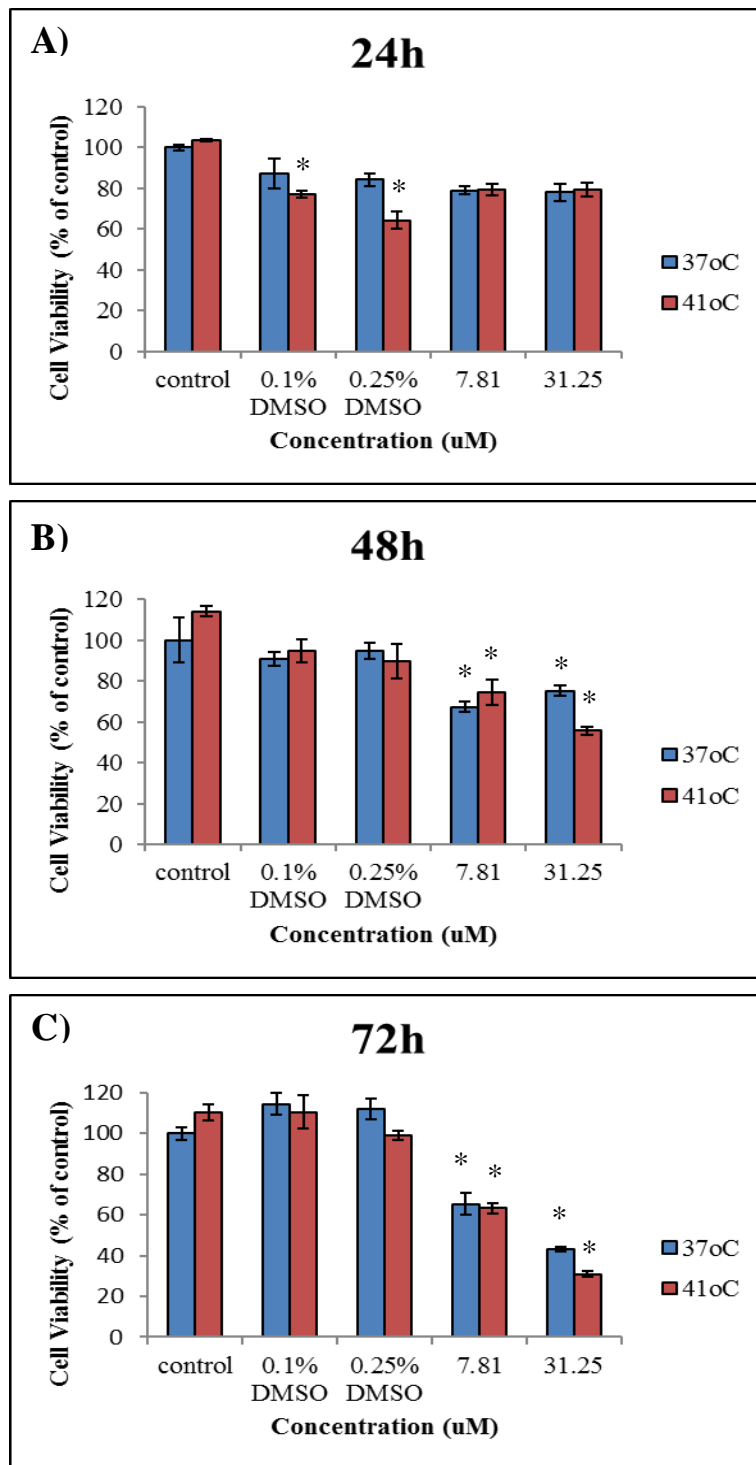 A)
24h
Cell Viability (% of control)
120
100
80
60
40
20
0
* *
control 0.1% DMSO 0.25% DMSO 7.81 31.25
Concentration (uM)
37oC
41oC
B)
48h
Cell Viability (% of control)
120
100
80
60
40
20
0
* * * *
control 0.1% DMSO 0.25% DMSO 7.81 31.25
Concentration (uM)
37oC
41oC
C)
72h
Cell Viability (% of control)
120
100
80
60
40
20
0
* * * *
control 0.1% DMSO 0.25% DMSO 7.81 31.25
Concentration (uM)
37oC
41oC